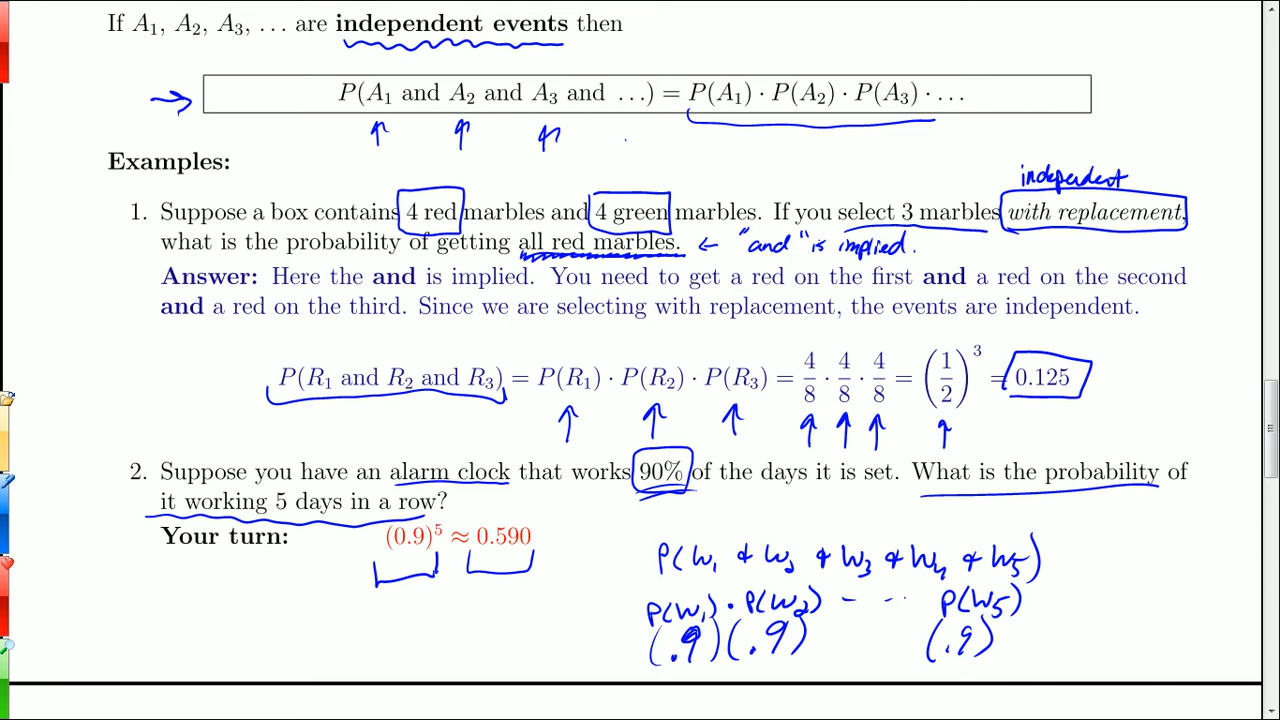 If A₁, A₂, A₃, … are independent events then
P(A₁ and A₂ and A₃ and …) = P(A₁) · P(A₂) · P(A₃) · …
Examples:
independent
1. Suppose a box contains 4 red marbles and 4 green marbles. If you select 3 marbles with replacement,
what is the probability of getting all red marbles. ← "and" is implied.
Answer: Here the and is implied. You need to get a red on the first and a red on the second
and a red on the third. Since we are selecting with replacement, the events are independent.
P(R₁ and R₂ and R₃) = P(R₁) · P(R₂) · P(R₃) = 4/8 · 4/8 · 4/8 = (1/2)³ = 0.125
2. Suppose you have an alarm clock that works 90% of the days it is set. What is the probability of
it working 5 days in a row?
Your turn: (0.9)⁵ ≈ 0.590
P(W₁ & W₂ & W₃ & W₄ & W₅)
P(W₁) · P(W₂) - - - · · P(W₅)
(.9)(.9) (.9)